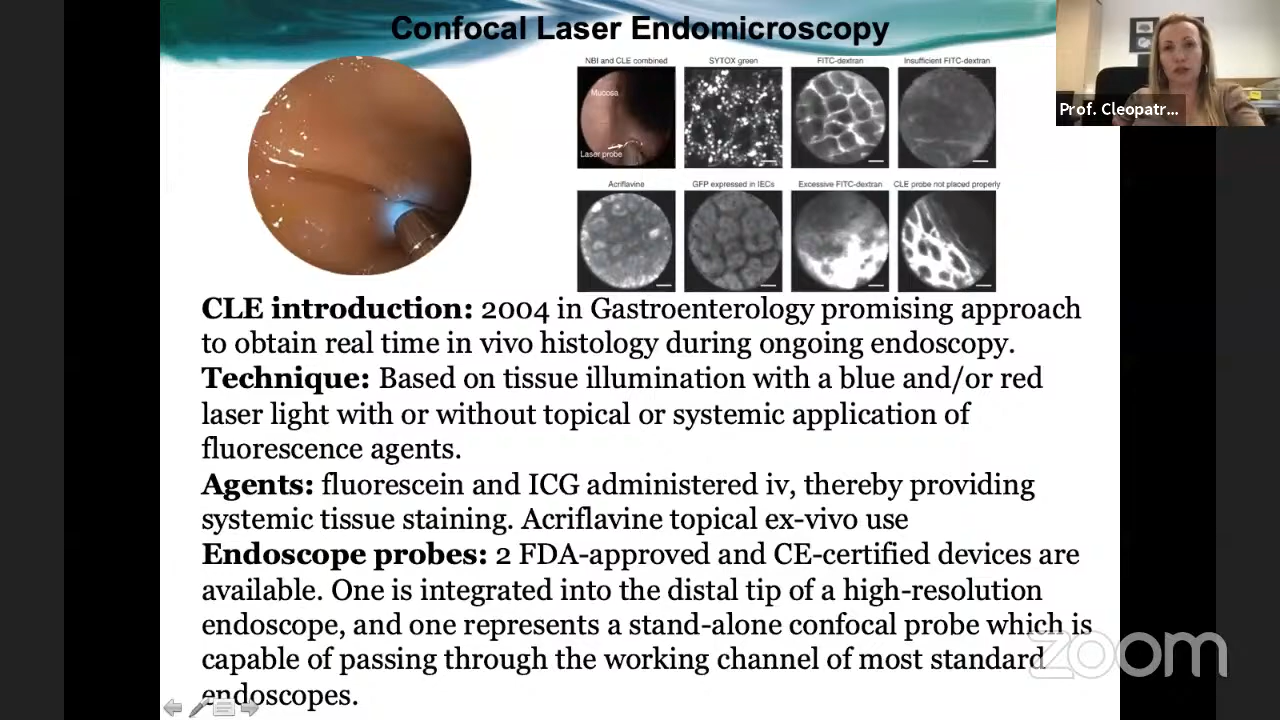 Confocal Laser Endomicroscopy
Prof. Cleopatr...
NBI and CLE combined
SYTOX green
FITC-dextran
Insufficient FITC-dextran
Mucosa
Laser probe
Acriflavine
GFP expressed in IECs
Excessive FITC-dextran
CLE probe not placed properly
CLE introduction: 2004 in Gastroenterology promising approach
to obtain real time in vivo histology during ongoing endoscopy.
Technique: Based on tissue illumination with a blue and/or red
laser light with or without topical or systemic application of
fluorescence agents.
Agents: fluorescein and ICG administered iv, thereby providing
systemic tissue staining. Acriflavine topical ex-vivo use
Endoscope probes: 2 FDA-approved and CE-certified devices are
available. One is integrated into the distal tip of a high-resolution
endoscope, and one represents a stand-alone confocal probe which is
capable of passing through the working channel of most standard
endoscopes.
zoom